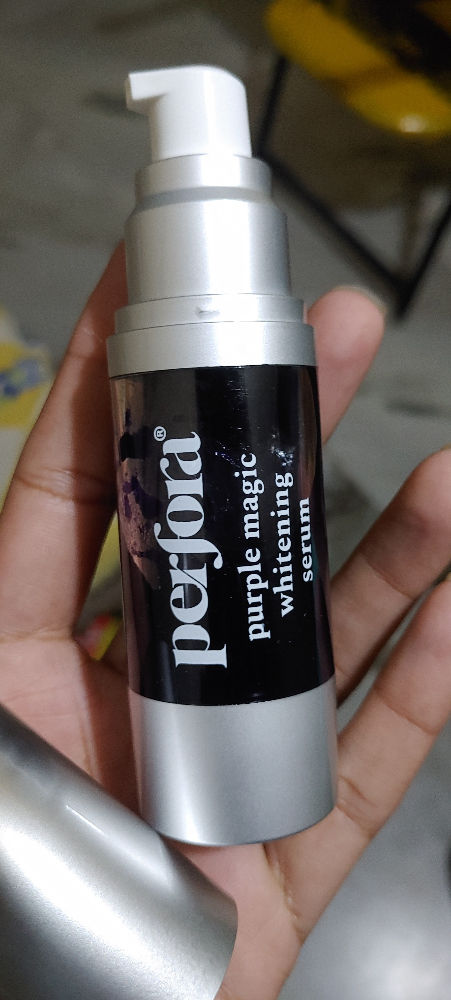 perfora®
purple magic
whitening
serum